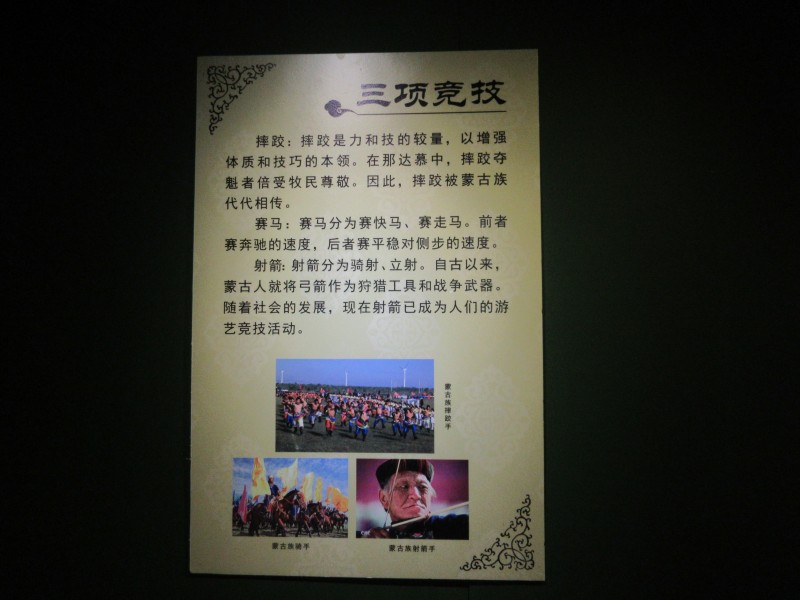 三项竞技
摔跤：摔跤是力和技的较量，以增强
体质和技巧的本领。在那达慕中，摔跤夺
魁者倍受牧民尊敬。因此，摔跤被蒙古族
代代相传。
赛马：赛马分为赛快马、赛走马。前者
赛奔驰的速度，后者赛平稳对侧步的速度。
射箭：射箭分为骑射、立射。自古以来，
蒙古人就将弓箭作为狩猎工具和战争武器。
随着社会的发展，现在射箭已成为人们的游
艺竞技活动。
蒙古族摔跤手
蒙古族骑手
蒙古族射箭手